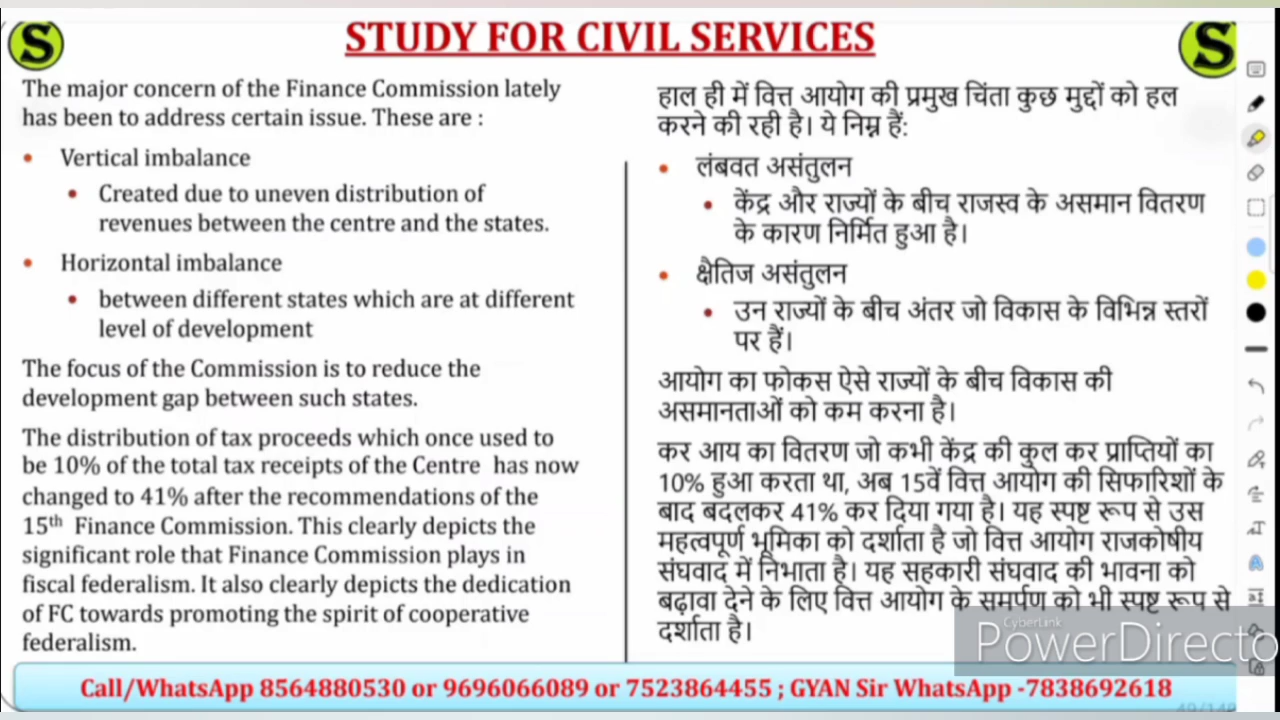 S
STUDY FOR CIVIL SERVICES
S
The major concern of the Finance Commission lately
has been to address certain issue. These are :
• Vertical imbalance
• Created due to uneven distribution of
revenues between the centre and the states.
• Horizontal imbalance
• between different states which are at different
level of development
The focus of the Commission is to reduce the
development gap between such states.
The distribution of tax proceeds which once used to
be 10% of the total tax receipts of the Centre has now
changed to 41% after the recommendations of the
15th Finance Commission. This clearly depicts the
significant role that Finance Commission plays in
fiscal federalism. It also clearly depicts the dedication
of FC towards promoting the spirit of cooperative
federalism.
हाल ही में वित्त आयोग की प्रमुख चिंता कुछ मुद्दों को हल
करने की रही है। ये निम्न हैं:
• लंबवत असंतुलन
• केंद्र और राज्यों के बीच राजस्व के असमान वितरण
के कारण निर्मित हुआ है।
• क्षैतिज असंतुलन
• उन राज्यों के बीच अंतर जो विकास के विभिन्न स्तरों
पर हैं।
आयोग का फोकस ऐसे राज्यों के बीच विकास की
असमानताओं को कम करना है।
कर आय का वितरण जो कभी केंद्र की कुल कर प्राप्तियों का
10% हुआ करता था, अब 15वें वित्त आयोग की सिफारिशों के
बाद बदलकर 41% कर दिया गया है। यह स्पष्ट रूप से उस
महत्वपूर्ण भूमिका को दर्शाता है जो वित्त आयोग राजकोषीय
संघवाद में निभाता है। यह सहकारी संघवाद की भावना को
बढ़ावा देने के लिए वित्त आयोग के समर्पण को भी स्पष्ट रूप से
दर्शाता है।
CyberLink
PowerDirecto
Call/WhatsApp 8564880530 or 9696066089 or 7523864455 ; GYAN Sir WhatsApp -7838692618